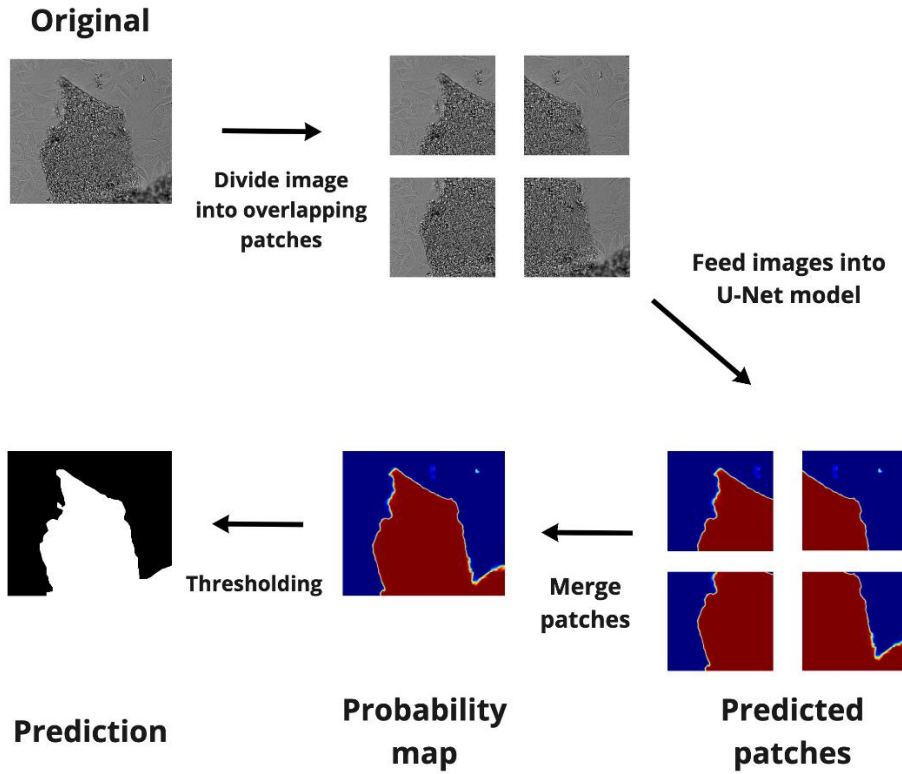 Original
Divide image
into overlapping
patches
Feed images into
U-Net model
Merge
patches
Thresholding
Prediction
Probability
map
Predicted
patches